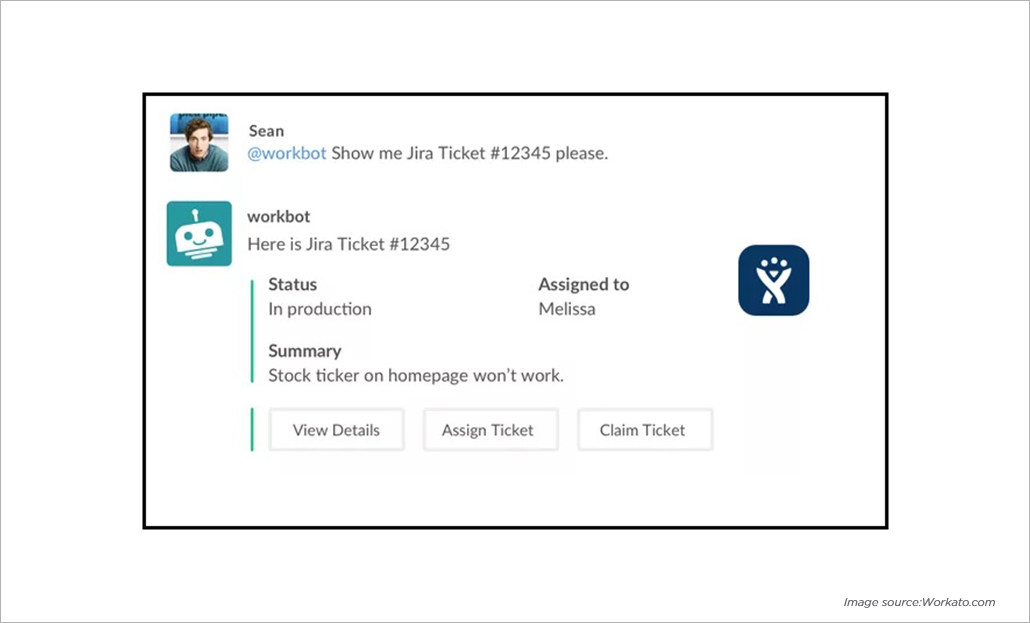 Sean
@workbot Show me Jira Ticket #12345 please.
workbot
Here is Jira Ticket #12345
Status
Assigned to
In production
Melissa
Summary
Stock ticker on homepage won't work.
View Details
Assign Ticket
Claim Ticket
Image source:Workato.com